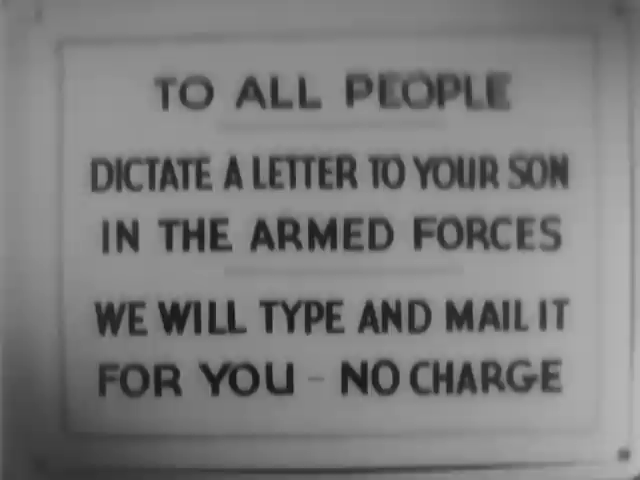 TO ALL PEOPLE
DICTATE A LETTER TO YOUR SON
IN THE ARMED FORCES
WE WILL TYPE AND MAIL IT
FOR YOU - NO CHARGE